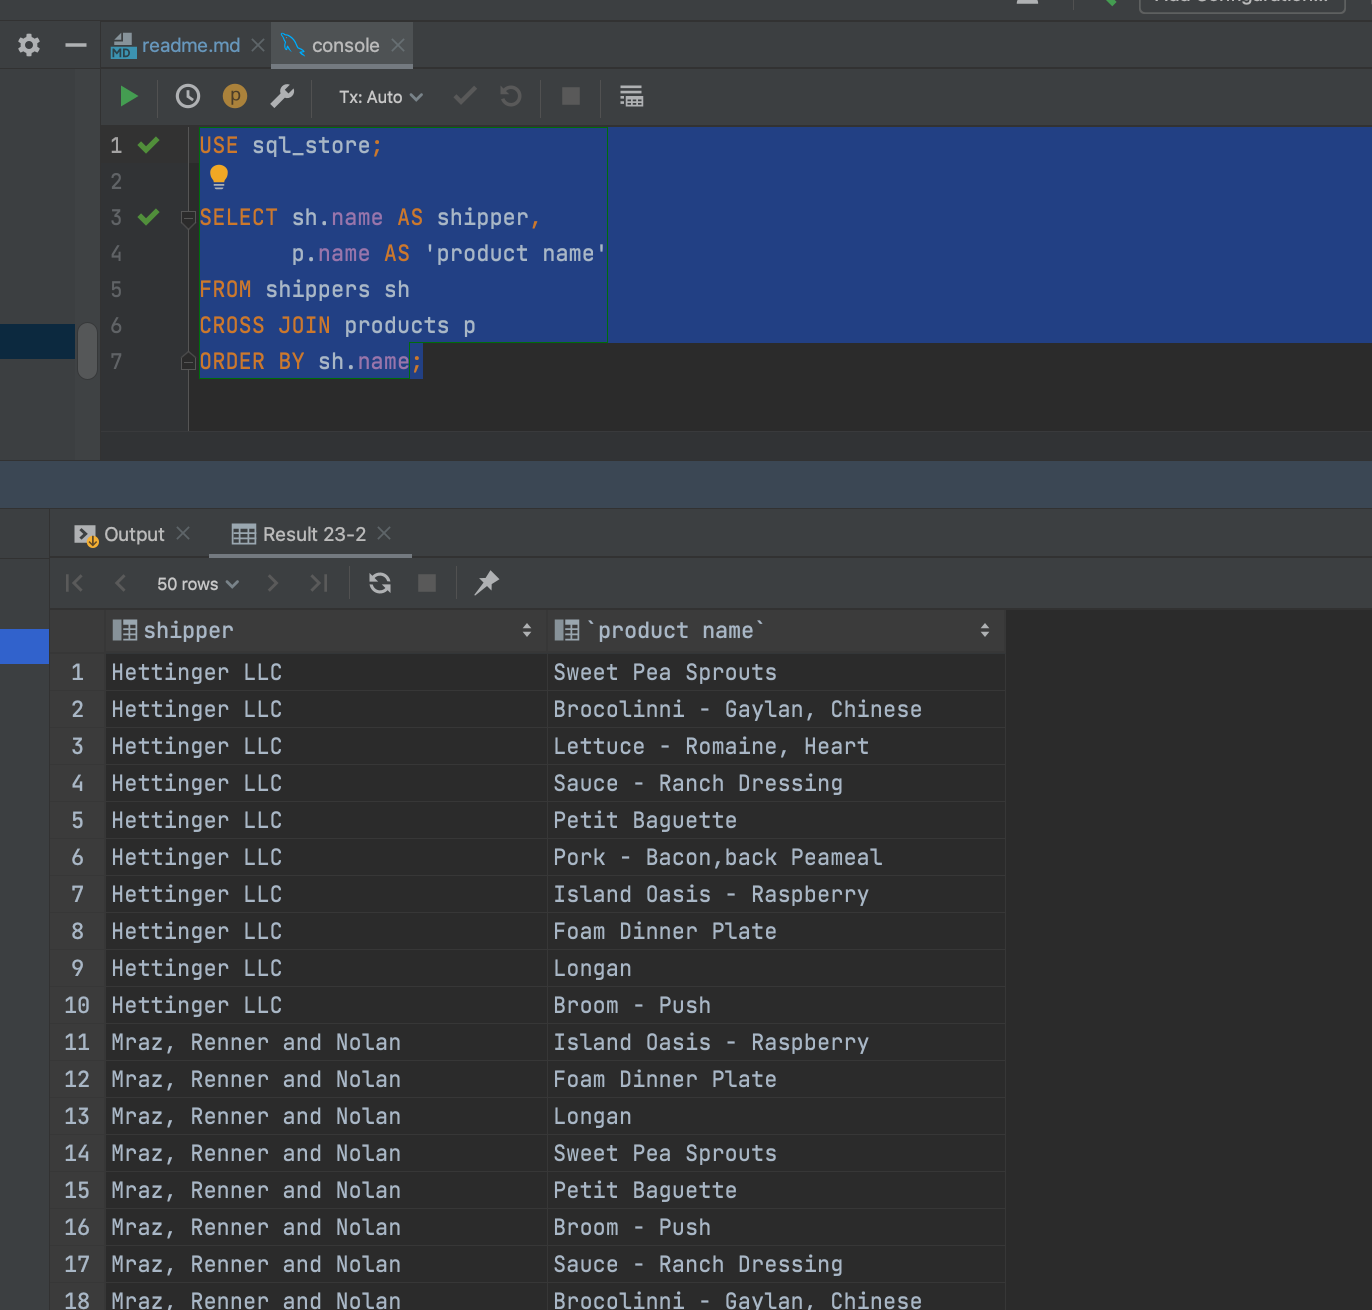 readme.md
console
MD
p
Tx: Auto
1 USE sql_store;
2
3 SELECT sh.name AS shipper,
4 p.name AS 'product name'
5 FROM shippers sh
6 CROSS JOIN products p
7 ORDER BY sh.name;
Output
Result 23-2
50 rows
shipper `product name`
1 Hettinger LLC Sweet Pea Sprouts
2 Hettinger LLC Brocolinni - Gaylan, Chinese
3 Hettinger LLC Lettuce - Romaine, Heart
4 Hettinger LLC Sauce - Ranch Dressing
5 Hettinger LLC Petit Baguette
6 Hettinger LLC Pork - Bacon,back Peameal
7 Hettinger LLC Island Oasis - Raspberry
8 Hettinger LLC Foam Dinner Plate
9 Hettinger LLC Longan
10 Hettinger LLC Broom - Push
11 Mraz, Renner and Nolan Island Oasis - Raspberry
12 Mraz, Renner and Nolan Foam Dinner Plate
13 Mraz, Renner and Nolan Longan
14 Mraz, Renner and Nolan Sweet Pea Sprouts
15 Mraz, Renner and Nolan Petit Baguette
16 Mraz, Renner and Nolan Broom - Push
17 Mraz, Renner and Nolan Sauce - Ranch Dressing
18 Mraz, Renner and Nolan Brocolinni - Gaylan, Chinese